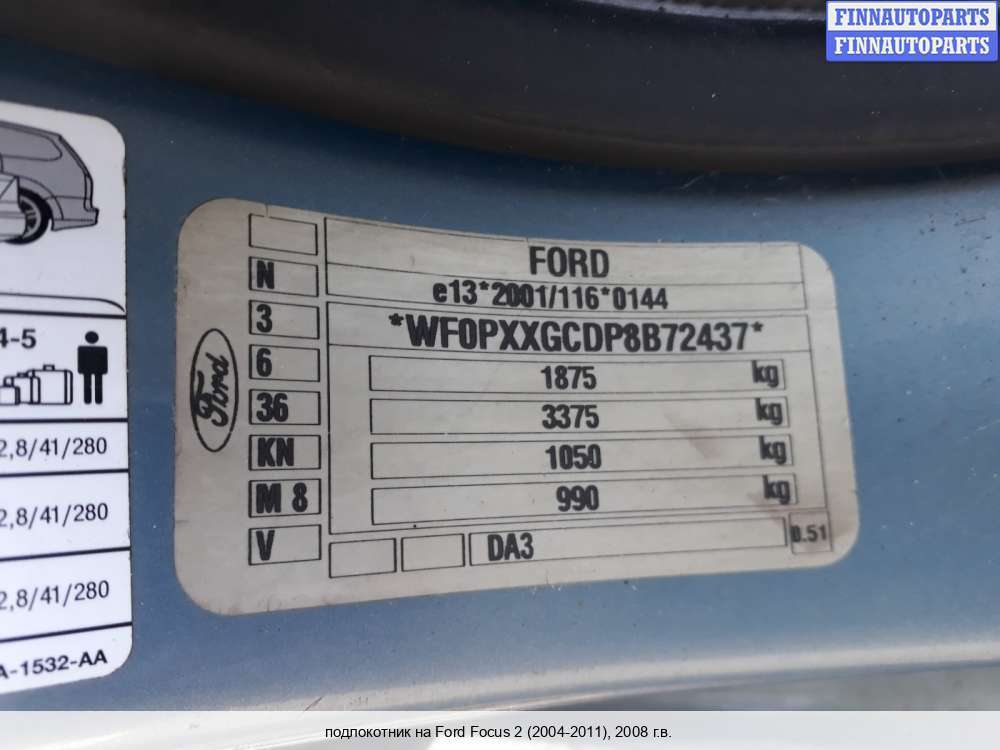 FINNAUTOPARTS
FINNAUTOPARTS
FORD
e13*2001/116*0144
*WF0PXXGCDP8B72437*
N
3
6
36
KN
M 8
V
1875 kg
3375 kg
1050 kg
990 kg
DA3
0.51
Ford
4-5
2,8/41/280
2,8/41/280
2,8/41/280
A-1532-AA
подлокотник на Ford Focus 2 (2004-2011), 2008 г.в.